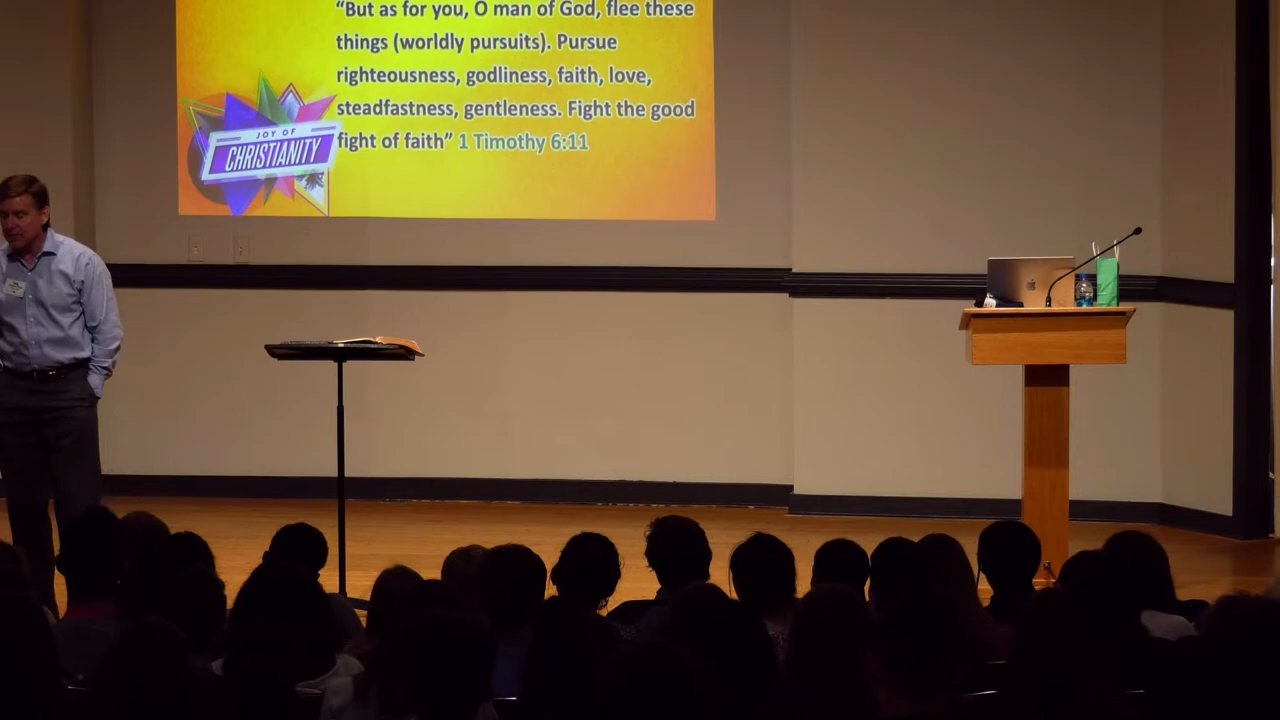 “But as for you, O man of God, flee these
things (worldly pursuits). Pursue
righteousness, godliness, faith, love,
steadfastness, gentleness. Fight the good
fight of faith” 1 Timothy 6:11
JOY OF
CHRISTIANITY